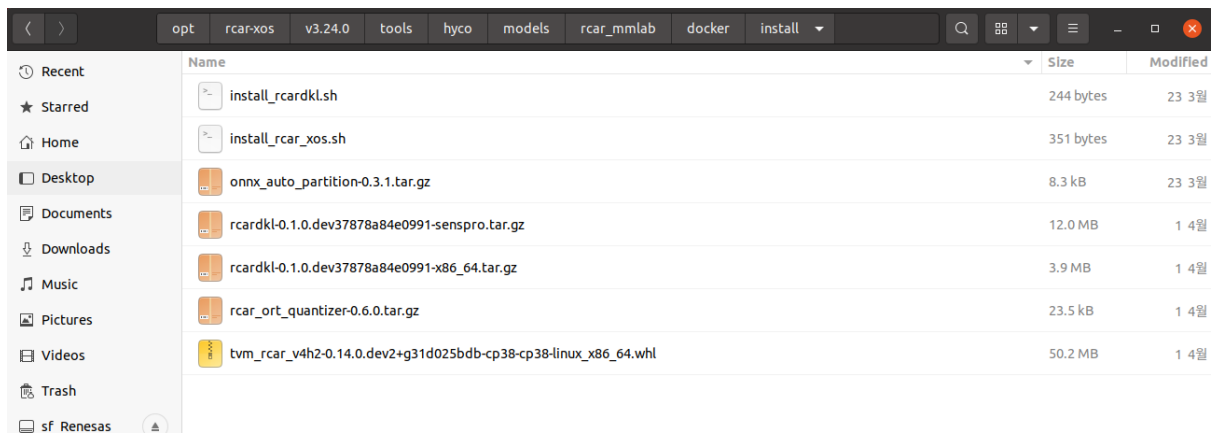 opt rcar-xos v3.24.0 tools hyco models rcar_mmlab docker install
Name Size Modified
Recent
Starred
Home
Desktop
Documents
Downloads
Music
Pictures
Videos
Trash
sf_Renesas
install_rcardkl.sh 244 bytes 23 3월
install_rcar_xos.sh 351 bytes 23 3월
onnx_auto_partition-0.3.1.tar.gz 8.3 kB 23 3월
rcardkl-0.1.0.dev37878a84e0991-senspro.tar.gz 12.0 MB 1 4월
rcardkl-0.1.0.dev37878a84e0991-x86_64.tar.gz 3.9 MB 1 4월
rcar_ort_quantizer-0.6.0.tar.gz 23.5 kB 1 4월
tvm_rcar_v4h2-0.14.0.dev2+g31d025bdb-cp38-cp38-linux_x86_64.whl 50.2 MB 1 4월